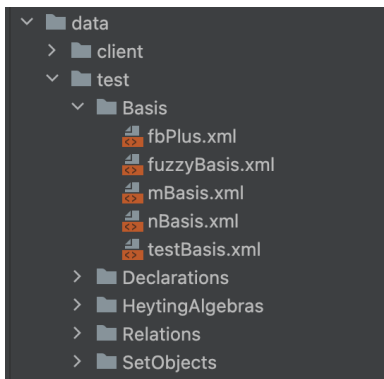 data
client
test
Basis
fbPlus.xml
fuzzyBasis.xml
mBasis.xml
nBasis.xml
testBasis.xml
Declarations
HeytingAlgebras
Relations
SetObjects